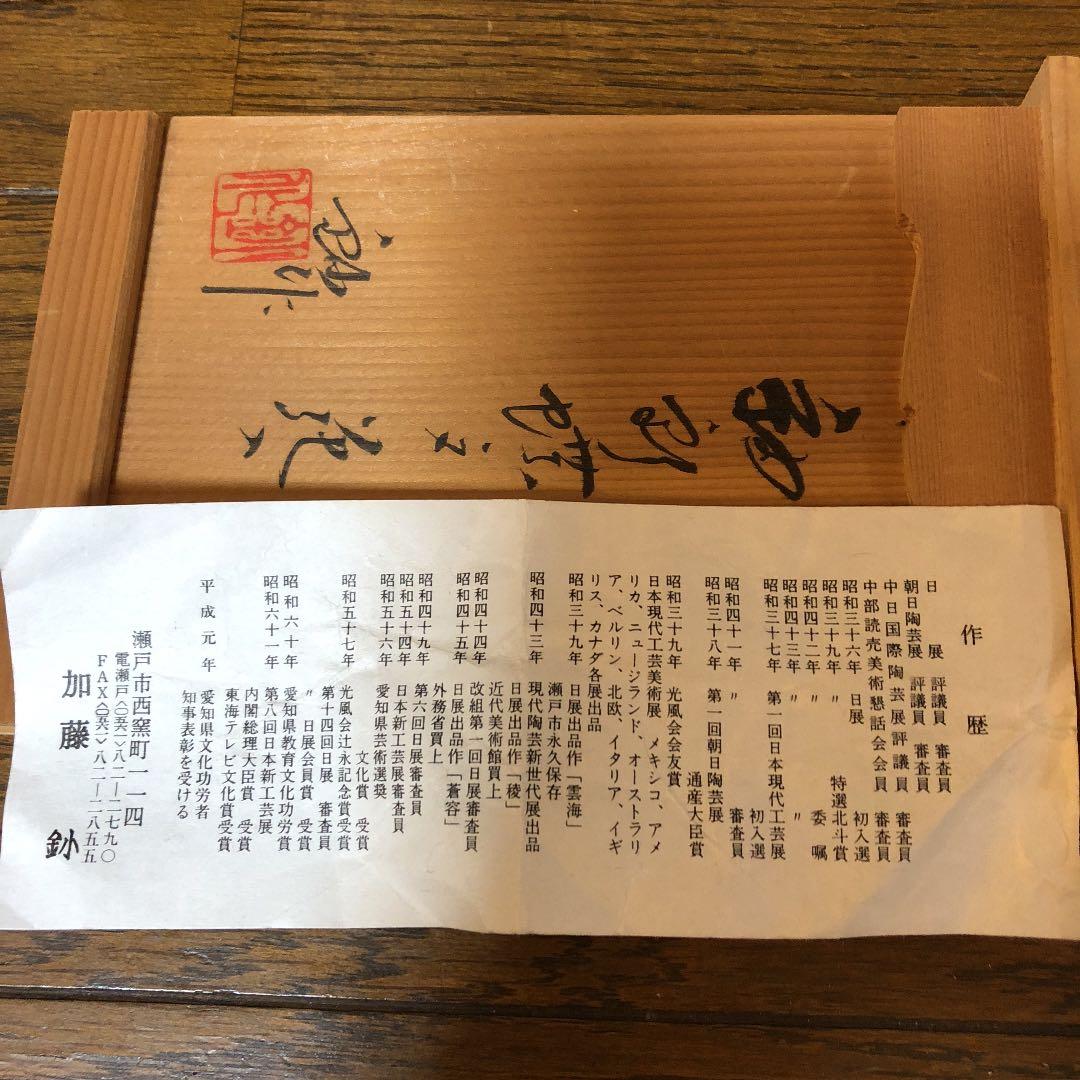 作歴
日展 評議員 審査員
朝日陶芸展 評議員 審査員
中日国際陶芸展評議員 審査員
中部読売美術懇話会会員
昭和三十六年 日展 初入選
昭和三十九年 〃 特選北斗賞
昭和四十二年 〃 委嘱
昭和四十三年 〃
昭和三十七年 第一回日本現代工芸展 初入選
昭和四十一年 〃 審査員
昭和三十八年 第一回朝日陶芸展 通産大臣賞
昭和三十九年 光風会会友賞
日本現代工芸美術展 メキシコ、アメ
リカ、ニュージランド、オーストラリ
ア、ベルリン、北欧、イタリア、イギ
リス、カナダ各展出品
昭和三十九年 日展出品作「雲海」
瀬戸市永久保存
昭和四十三年 現代陶芸新世代展出品
日展出品作「稜」
近代美術館買上
昭和四十四年 改組第一回日展審査員
昭和四十五年 日展出品作「蒼容」
外務省買上
昭和四十九年 第六回日展審査員
昭和五十四年 日本新工芸展審査員
昭和五十六年 愛知県芸術選奨
文化賞 受賞
昭和五十七年 光風会辻永記念賞受賞
第十四回日展 審査員
〃 日展会員賞 受賞
昭和六十年 愛知県教育文化功労賞
昭和六十一年 第八回日本新工芸展
内閣総理大臣賞 受賞
東海テレビ文化賞受賞
平成元年 愛知県文化功労者
知事表彰を受ける
瀬戸市西窯町一一四
電瀬戸〈〇五六一〉八二―二七九〇
FAX〈〇五六一〉八二―二八五五
加藤 釥